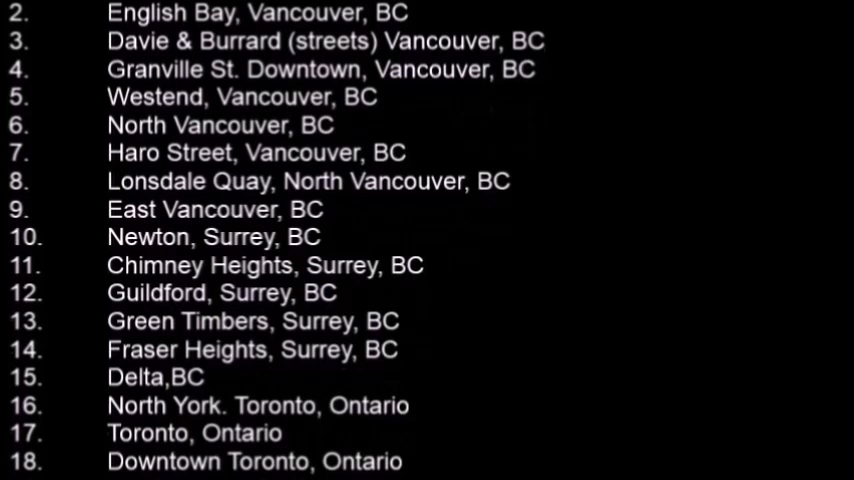 2. English Bay, Vancouver, BC
3. Davie & Burrard (streets) Vancouver, BC
4. Granville St. Downtown, Vancouver, BC
5. Westend, Vancouver, BC
6. North Vancouver, BC
7. Haro Street, Vancouver, BC
8. Lonsdale Quay, North Vancouver, BC
9. East Vancouver, BC
10. Newton, Surrey, BC
11. Chimney Heights, Surrey, BC
12. Guildford, Surrey, BC
13. Green Timbers, Surrey, BC
14. Fraser Heights, Surrey, BC
15. Delta,BC
16. North York. Toronto, Ontario
17. Toronto, Ontario
18. Downtown Toronto, Ontario